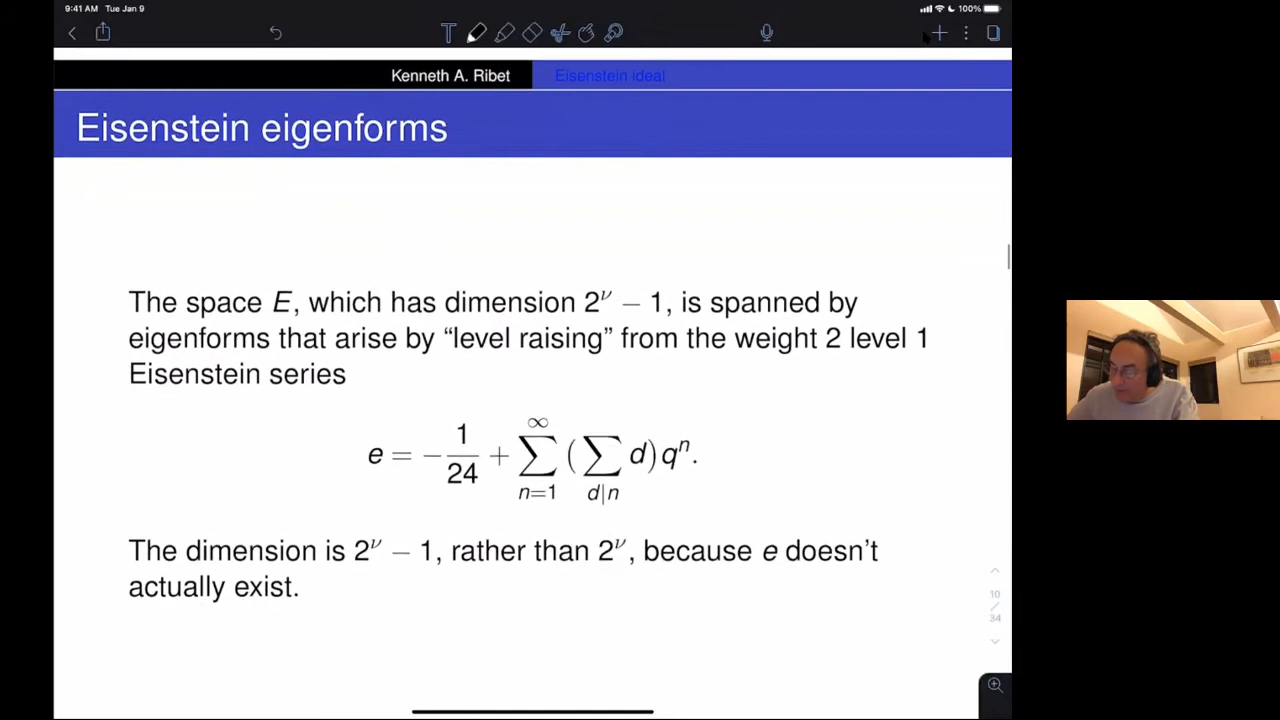 9:41 AM Tue Jan 9
100%
Kenneth A. Ribet Eisenstein ideal
Eisenstein eigenforms
The space E, which has dimension 2^ν − 1, is spanned by
eigenforms that arise by “level raising” from the weight 2 level 1
Eisenstein series
e = −1/24 + ∑_{n=1}^{∞} (∑_{d|n} d) q^n.
The dimension is 2^ν − 1, rather than 2^ν, because e doesn’t
actually exist.
10
/
34